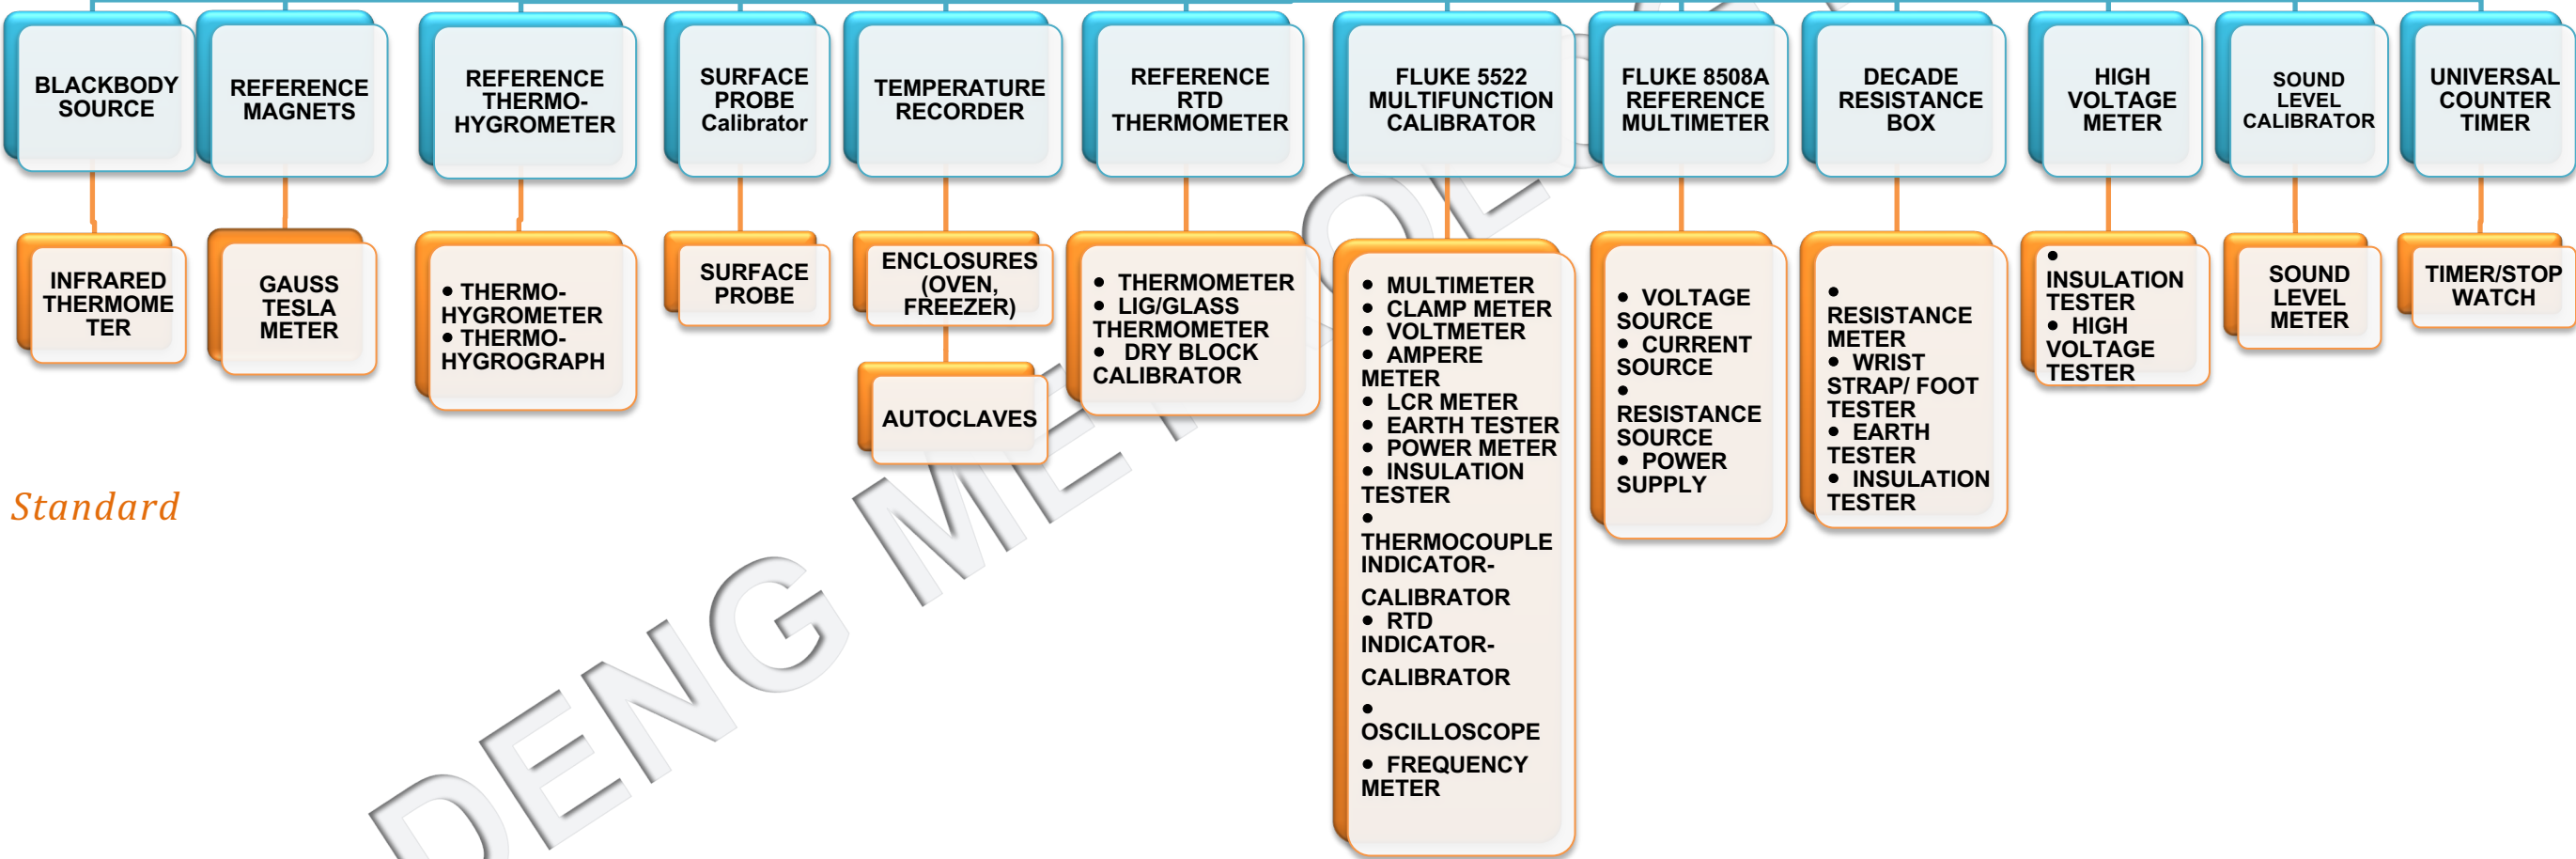 BLACKBODY
SOURCE
REFERENCE
MAGNETS
REFERENCE
THERMO-
HYGROMETER
SURFACE
PROBE
Calibrator
TEMPERATURE
RECORDER
REFERENCE
RTD
THERMOMETER
FLUKE 5522
MULTIFUNCTION
CALIBRATOR
FLUKE 8508A
REFERENCE
MULTIMETER
DECADE
RESISTANCE
BOX
HIGH
VOLTAGE
METER
SOUND
LEVEL
CALIBRATOR
UNIVERSAL
COUNTER
TIMER
INFRARED
THERMOME
TER
GAUSS
TESLA
METER
• THERMO-
HYGROMETER
• THERMO-
HYGROGRAPH
SURFACE
PROBE
ENCLOSURES
(OVEN,
FREEZER)
AUTOCLAVES
• THERMOMETER
• LIG/GLASS
THERMOMETER
• DRY BLOCK
CALIBRATOR
• MULTIMETER
• CLAMP METER
• VOLTMETER
• AMPERE
METER
• LCR METER
• EARTH TESTER
• POWER METER
• INSULATION
TESTER
•
THERMOCOUPLE
INDICATOR-
CALIBRATOR
• RTD
INDICATOR-
CALIBRATOR
•
OSCILLOSCOPE
• FREQUENCY
METER
• VOLTAGE
SOURCE
• CURRENT
SOURCE
•
RESISTANCE
SOURCE
• POWER
SUPPLY
•
RESISTANCE
METER
• WRIST
STRAP/ FOOT
TESTER
• EARTH
TESTER
• INSULATION
TESTER
•
INSULATION
TESTER
• HIGH
VOLTAGE
TESTER
SOUND
LEVEL
METER
TIMER/STOP
WATCH
Standard
DENG